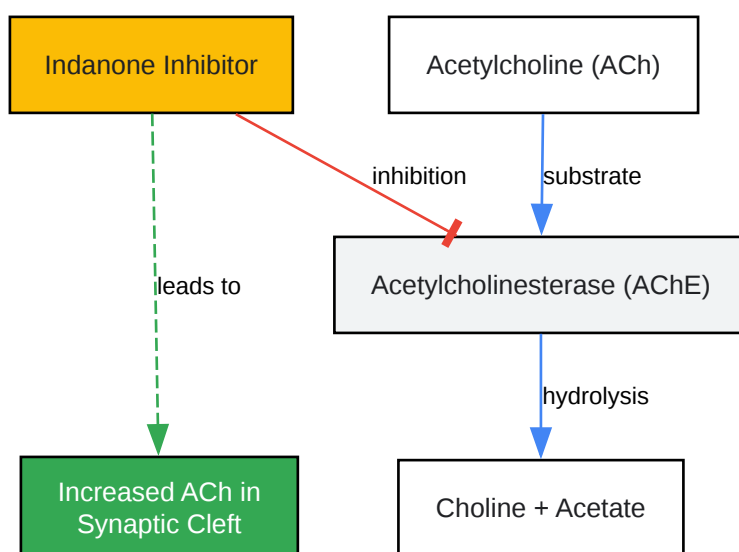 Indanone Inhibitor
Acetylcholine (ACh)
inhibition
substrate
Acetylcholinesterase (AChE)
leads to
hydrolysis
Increased ACh in
Synaptic Cleft
Choline + Acetate